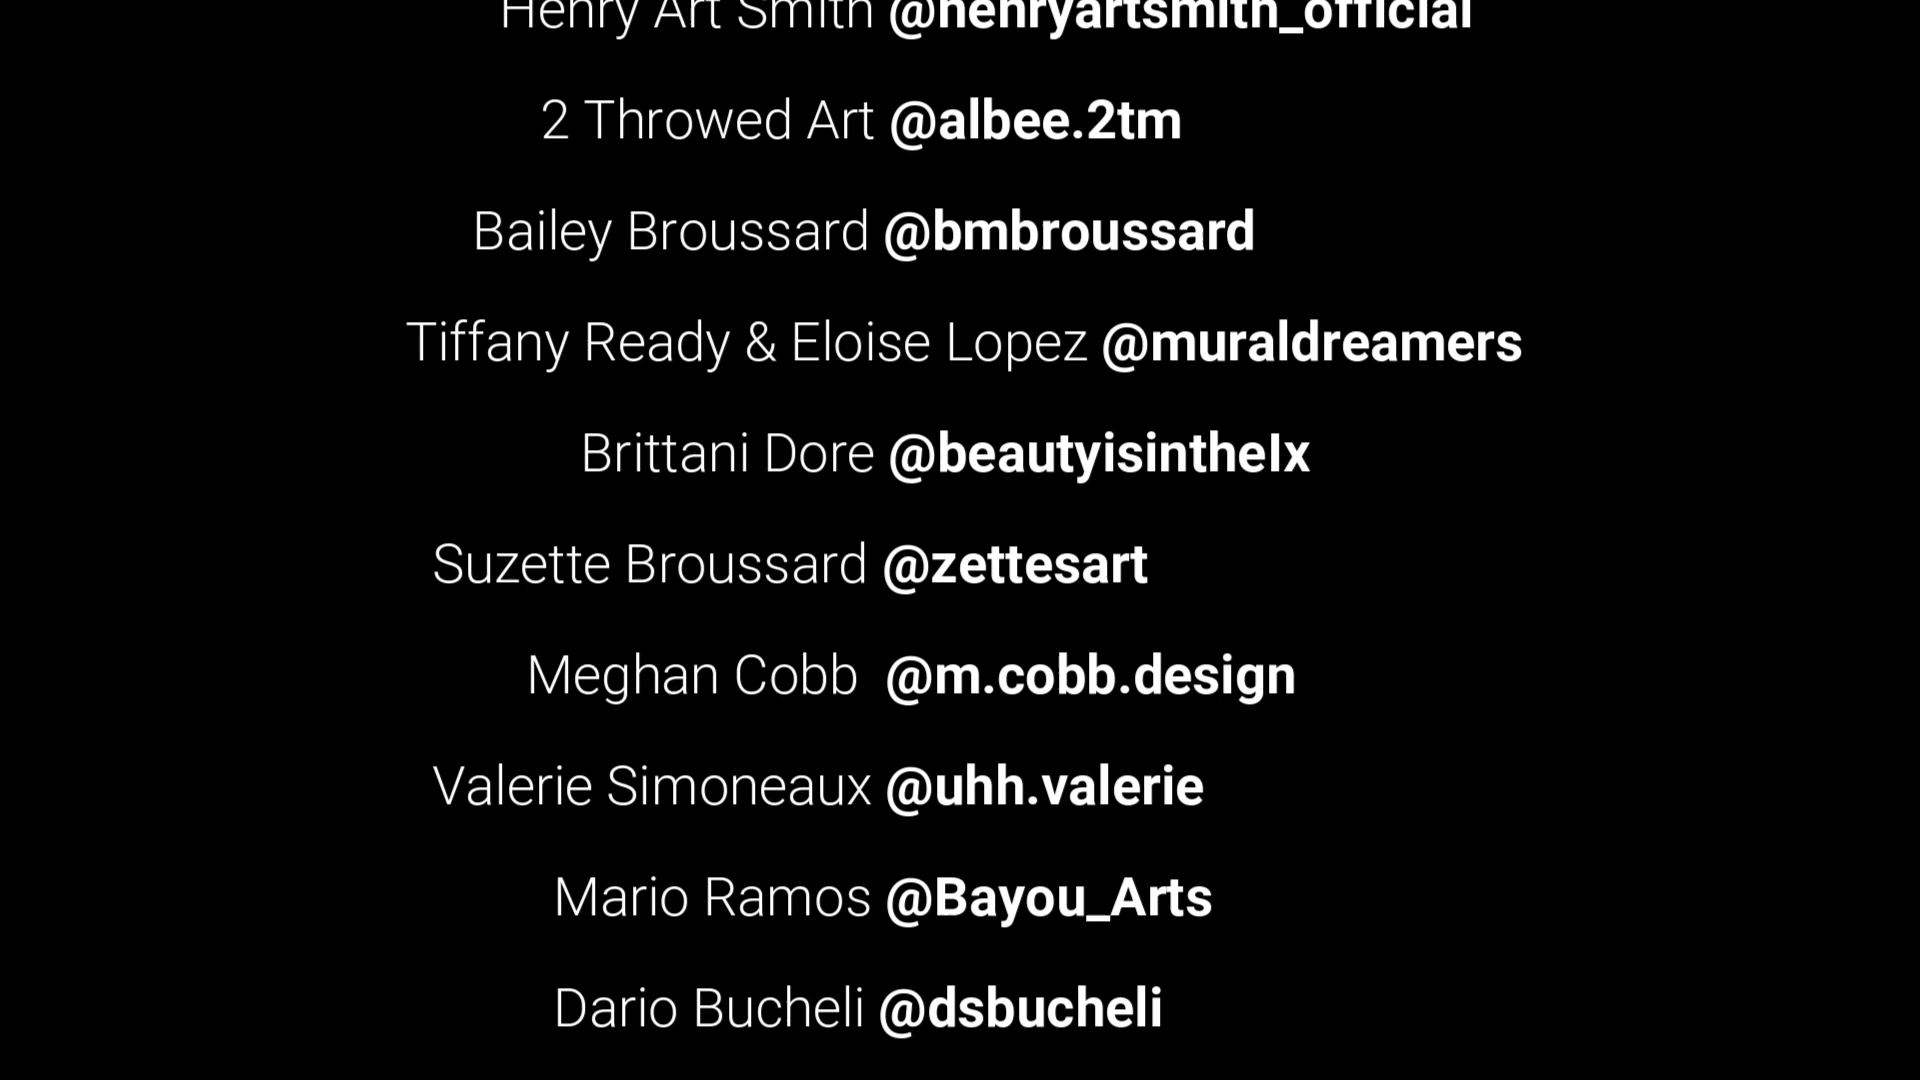 Henry Art Smith @henryartsmith_official
2 Throwed Art @albee.2tm
Bailey Broussard @bmbroussard
Tiffany Ready & Eloise Lopez @muraldreamers
Brittani Dore @beautyisintheIx
Suzette Broussard @zettesart
Meghan Cobb @m.cobb.design
Valerie Simoneaux @uhh.valerie
Mario Ramos @Bayou_Arts
Dario Bucheli @dsbucheli